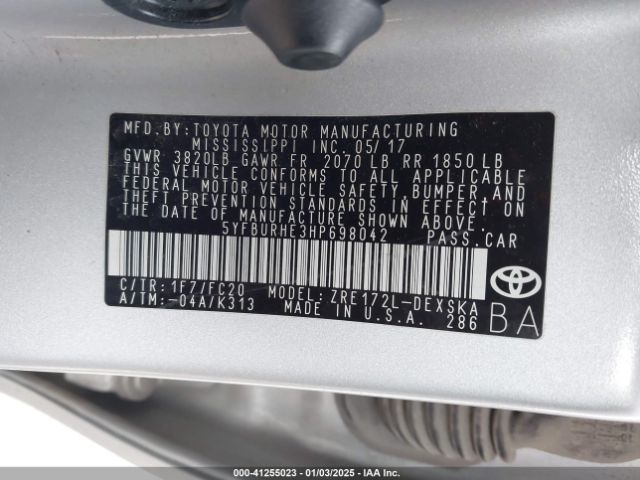 MFD. BY: TOYOTA MOTOR MANUFACTURING
MISSISSIPPI INC. 05/17
GVWR 3820LB GAWR FR 2070 LB RR 1850 LB
THIS VEHICLE CONFORMS TO ALL APPLICABLE
FEDERAL MOTOR VEHICLE SAFETY, BUMPER AND
THEFT PREVENTION STANDARDS IN EFFECT ON
THE DATE OF MANUFACTURE SHOWN ABOVE.
5YFBURHE3HP698042 PASS.CAR
C/TR: 1F7/FC20 MODEL: ZRE172L-DEXSKA
A/TM: -04A/K313 MADE IN U.S.A. 286
BA
000-41255023 - 01/03/2025 - IAA Inc.